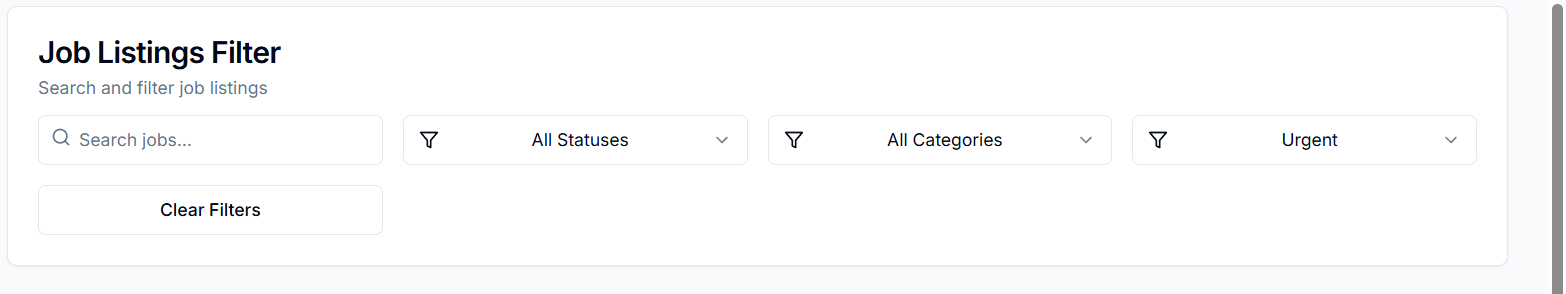 Job Listings Filter
Search and filter job listings
Search jobs...
All Statuses
All Categories
Urgent
Clear Filters